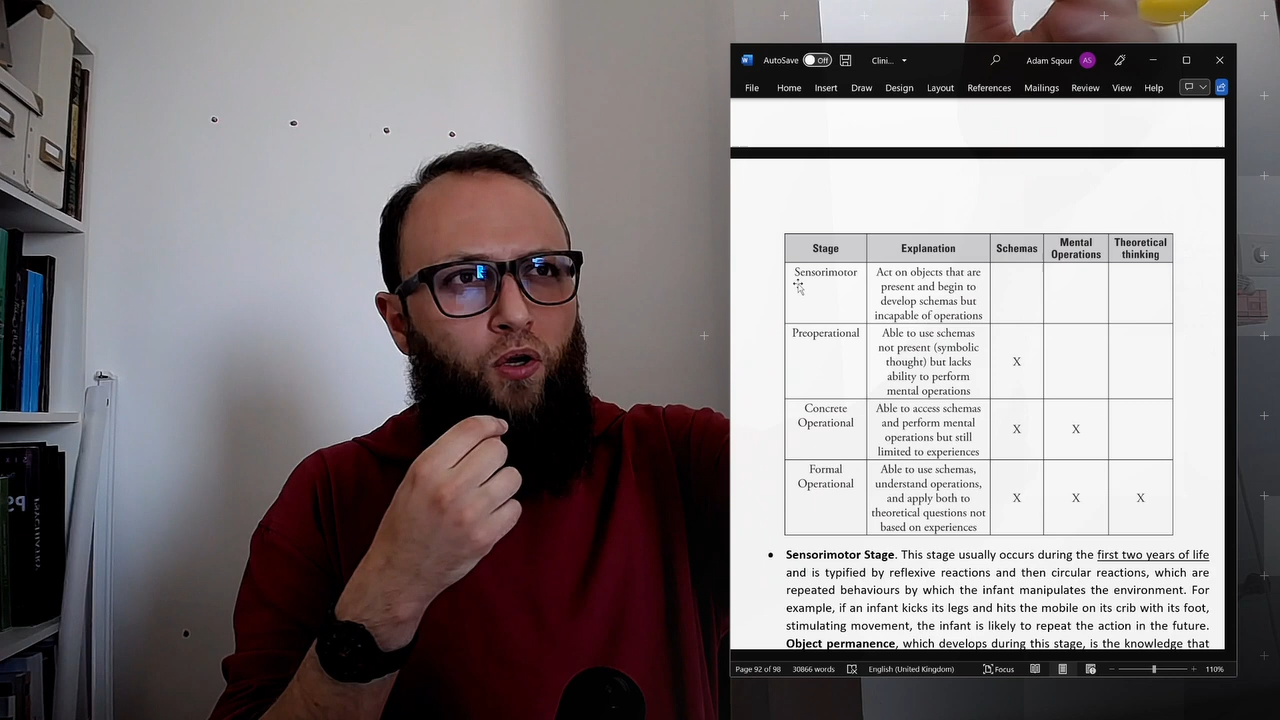 AutoSave Off Clini... Adam Sqour AS
File Home Insert Draw Design Layout References Mailings Review View Help
Stage Explanation Schemas Mental Operations Theoretical thinking
Sensorimotor
Act on objects that are
present and begin to
develop schemas but
incapable of operations
Preoperational
Able to use schemas
not present (symbolic
thought) but lacks
ability to perform
mental operations
X
Concrete
Operational
Able to access schemas
and perform mental
operations but still
limited to experiences
X X
Formal
Operational
Able to use schemas,
understand operations,
and apply both to
theoretical questions not
based on experiences
X X X
• Sensorimotor Stage. This stage usually occurs during the first two years of life
and is typified by reflexive reactions and then circular reactions, which are
repeated behaviours by which the infant manipulates the environment. For
example, if an infant kicks its legs and hits the mobile on its crib with its foot,
stimulating movement, the infant is likely to repeat the action in the future.
Object permanence, which develops during this stage, is the knowledge that
Page 92 of 98 30866 words English (United Kingdom) Focus 110%